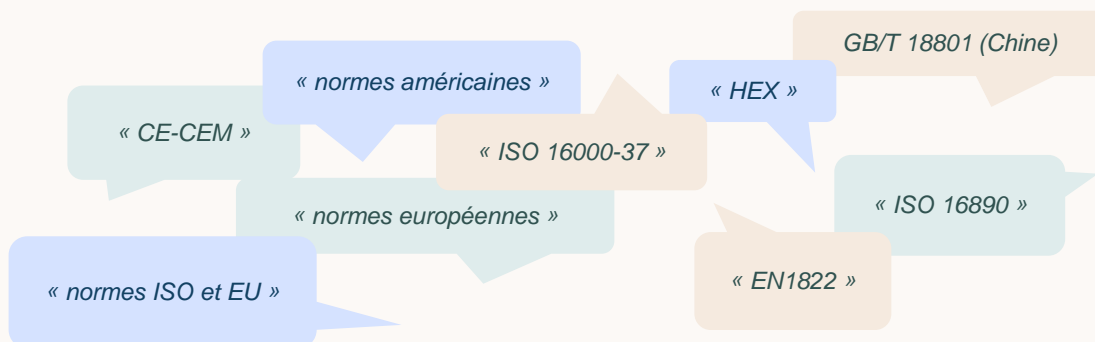 GB/T 18801 (Chine)
« normes américaines »
« HEX »
« CE-CEM »
« ISO 16000-37 »
« ISO 16890 »
« normes européennes »
« EN1822 »
« normes ISO et EU »